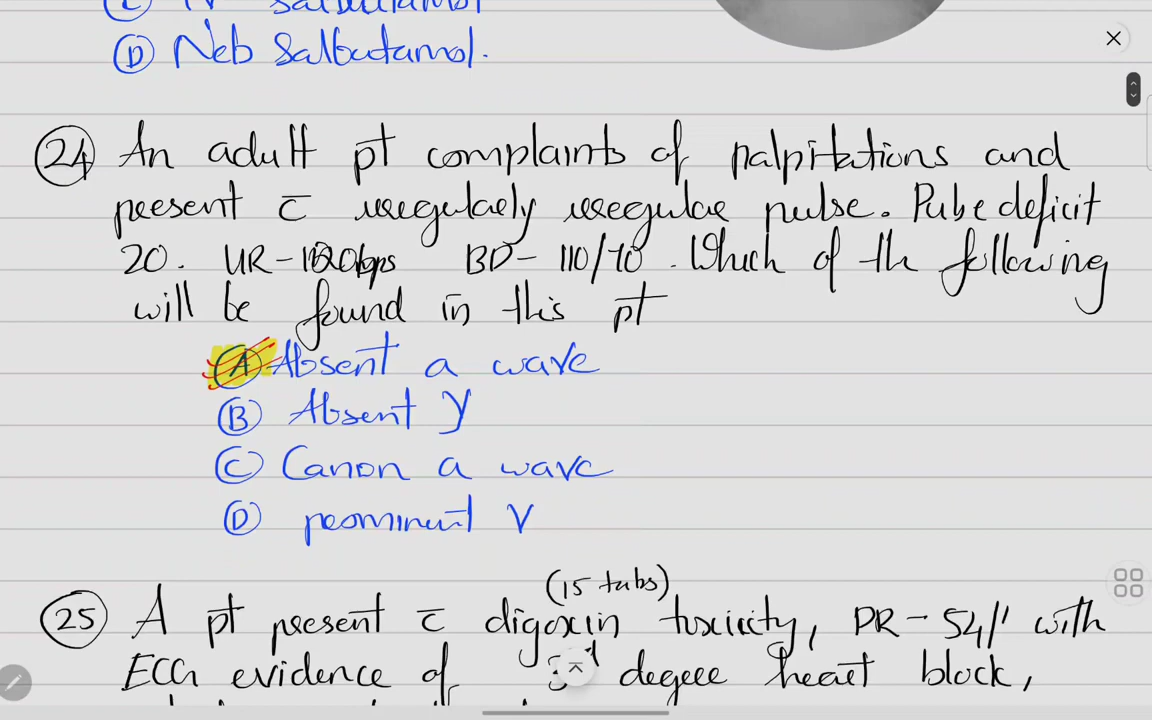 Ⓓ Neb Salbutamol.
24 An adult pt complaints of palpitations and
present c̄ irregularly irregular pulse. Pulse deficit
20. HR-120bps BP- 110/70. Which of the following
will be found in this pt
Ⓐ Absent a wave
Ⓑ Absent y
Ⓒ Canon a wave
Ⓓ prominent V
(15 tabs)
25 A pt present c̄ digoxin toxicity, PR-54/' with
ECG evidence of 3rd degree heart block,